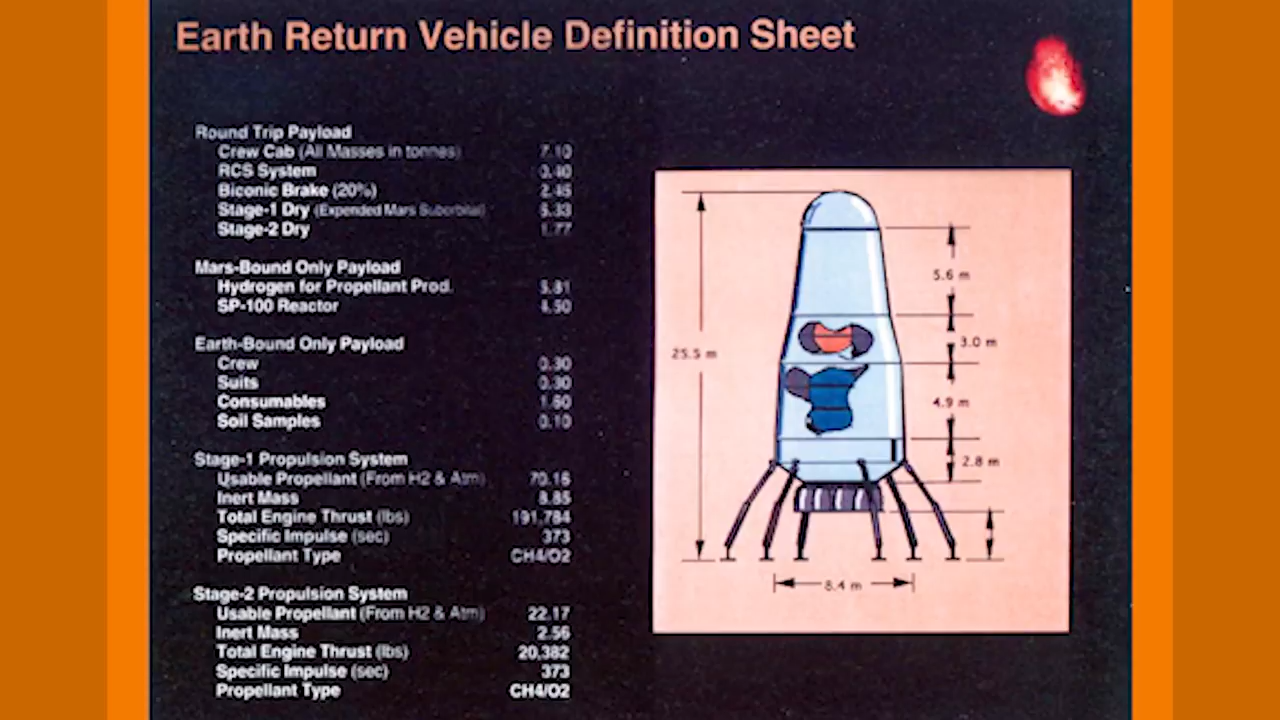 Earth Return Vehicle Definition Sheet
Round Trip Payload
Crew Cab (All Masses in tonnes) 7.10
RCS System 0.40
Biconic Brake (20%) 2.45
Stage-1 Dry (Expended Mars Suborbital) 5.33
Stage-2 Dry 1.77
Mars-Bound Only Payload
Hydrogen for Propellant Prod. 5.81
SP-100 Reactor
Earth-Bound Only Payload
Crew 0.30
Suits 0.30
Consumables 1.60
Soil Samples 0.10
Stage-1 Propulsion System
Usable Propellant (From H2 & Atm) 70.16
Inert Mass 8.85
Total Engine Thrust (lbs) 191,784
Specific Impulse (sec) 373
Propellant Type CH4/O2
Stage-2 Propulsion System
Usable Propellant (From H2 & Atm) 22.17
Inert Mass 2.56
Total Engine Thrust (lbs) 20,382
Specific Impulse (sec) 373
Propellant Type CH4/O2
5.6 m
3.0 m
25.5 m
4.9 m
2.8 m
8.4 m